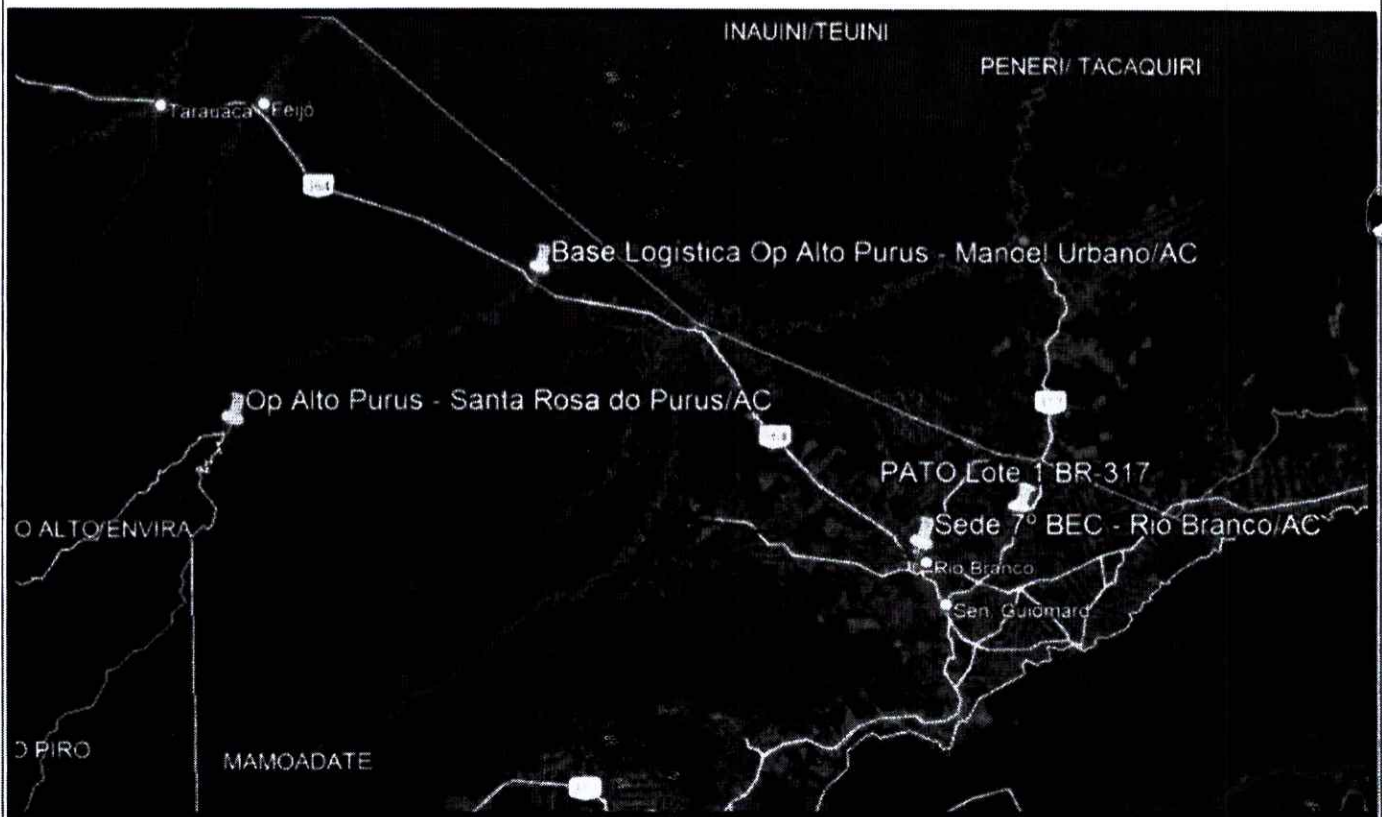 INAUINI/TEUINI
PENERI/ TACAQUIRI
Tarauacá
Feijó
364
Base Logística Op Alto Purus - Manoel Urbano/AC
Op Alto Purus - Santa Rosa do Purus/AC
PATO Lote 1 BR-317
O ALTO/ENVIRA
Sede 7º BEC - Rio Branco/AC
Rio Branco
Sen. Guiomard
O PIRO
MAMOADATE